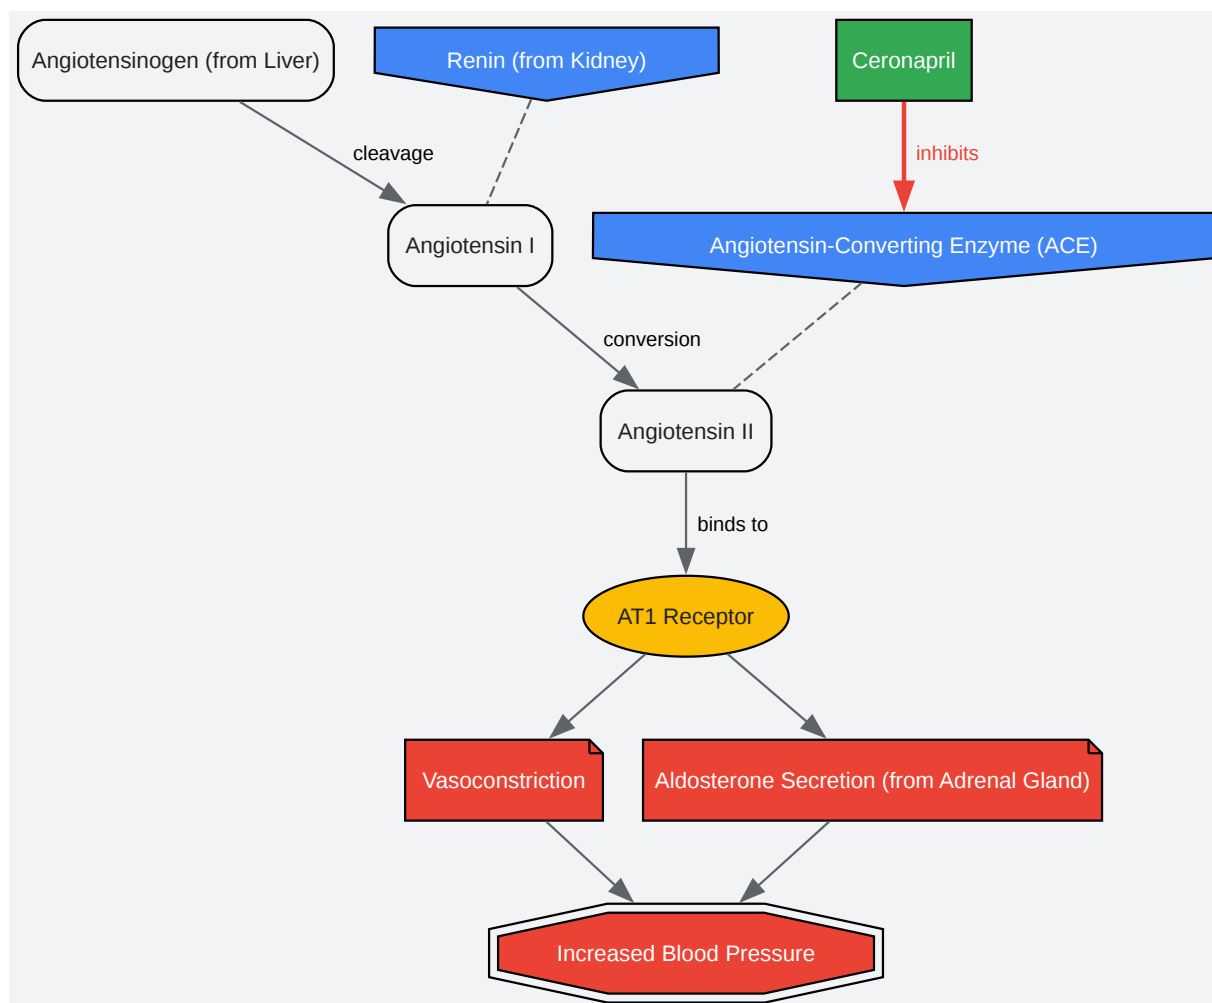 Angiotensinogen (from Liver)
Renin (from Kidney)
Ceronapril
cleavage
inhibits
Angiotensin I
Angiotensin-Converting Enzyme (ACE)
conversion
Angiotensin II
binds to
AT1 Receptor
Vasoconstriction
Aldosterone Secretion (from Adrenal Gland)
Increased Blood Pressure